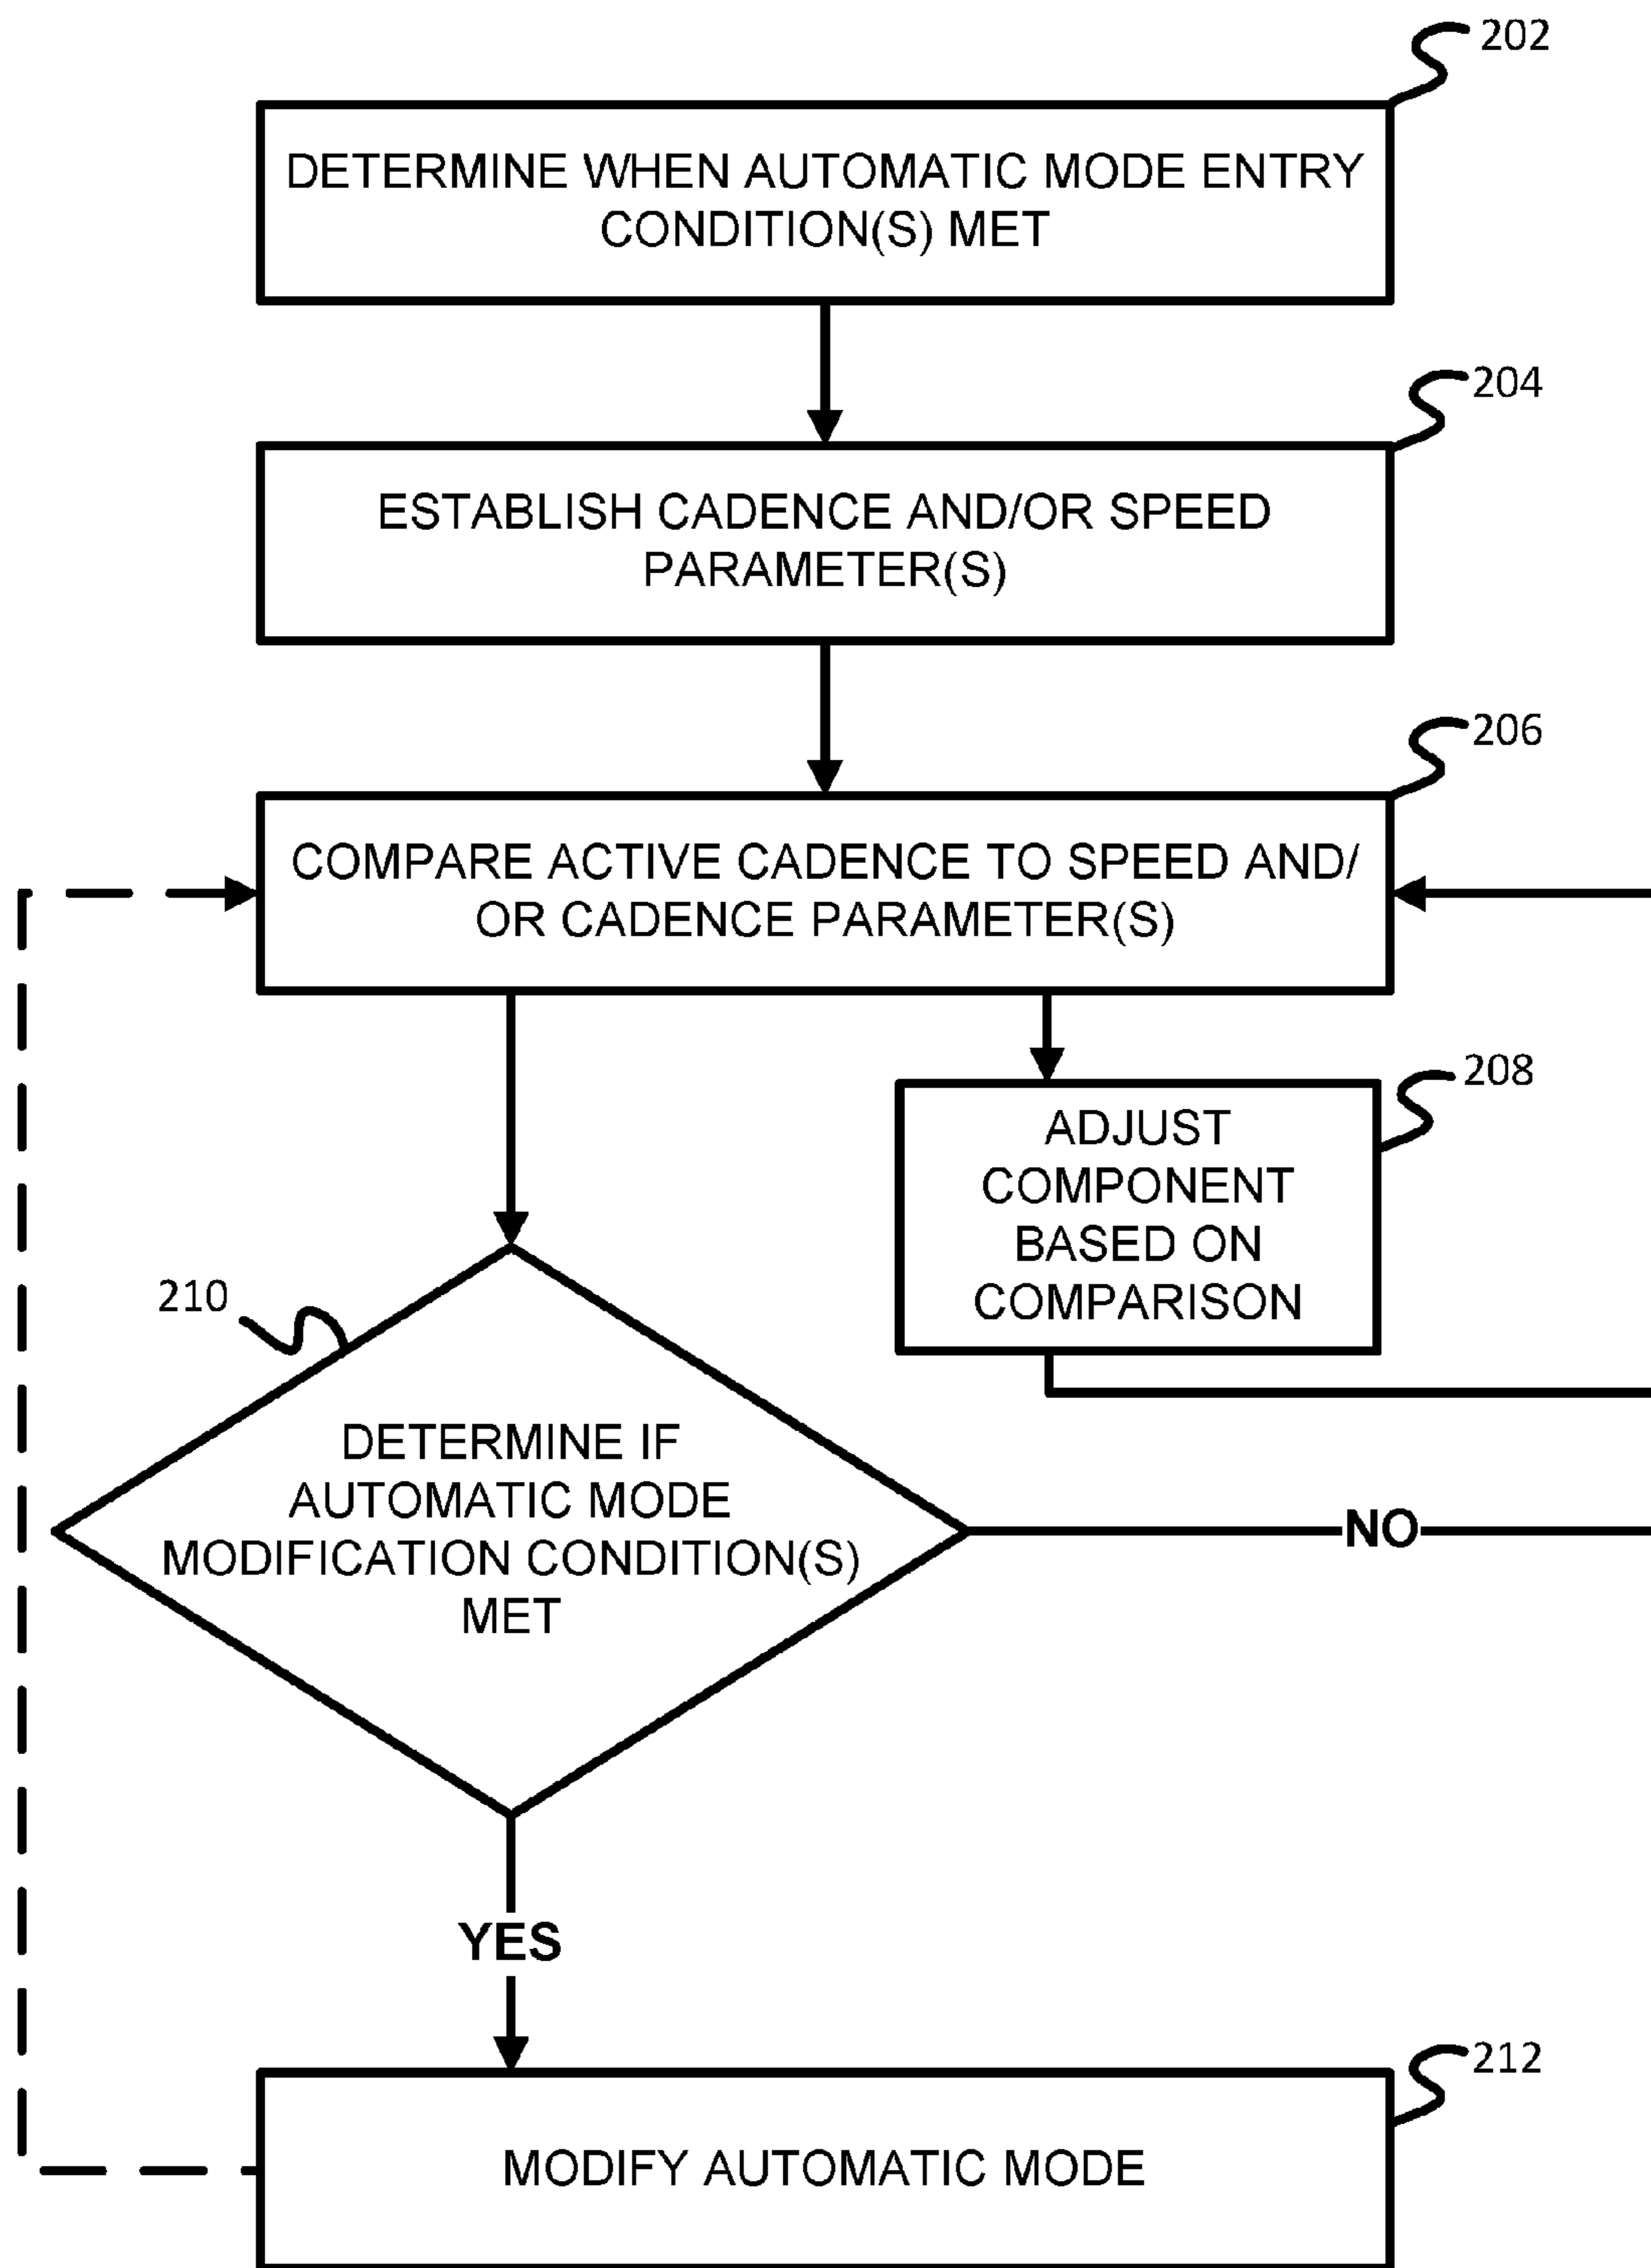 202
DETERMINE WHEN AUTOMATIC MODE ENTRY
CONDITION(S) MET
204
ESTABLISH CADENCE AND/OR SPEED
PARAMETER(S)
206
COMPARE ACTIVE CADENCE TO SPEED AND/
OR CADENCE PARAMETER(S)
208
ADJUST
COMPONENT
BASED ON
COMPARISON
210
DETERMINE IF
AUTOMATIC MODE
MODIFICATION CONDITION(S)
MET
NO
YES
212
MODIFY AUTOMATIC MODE